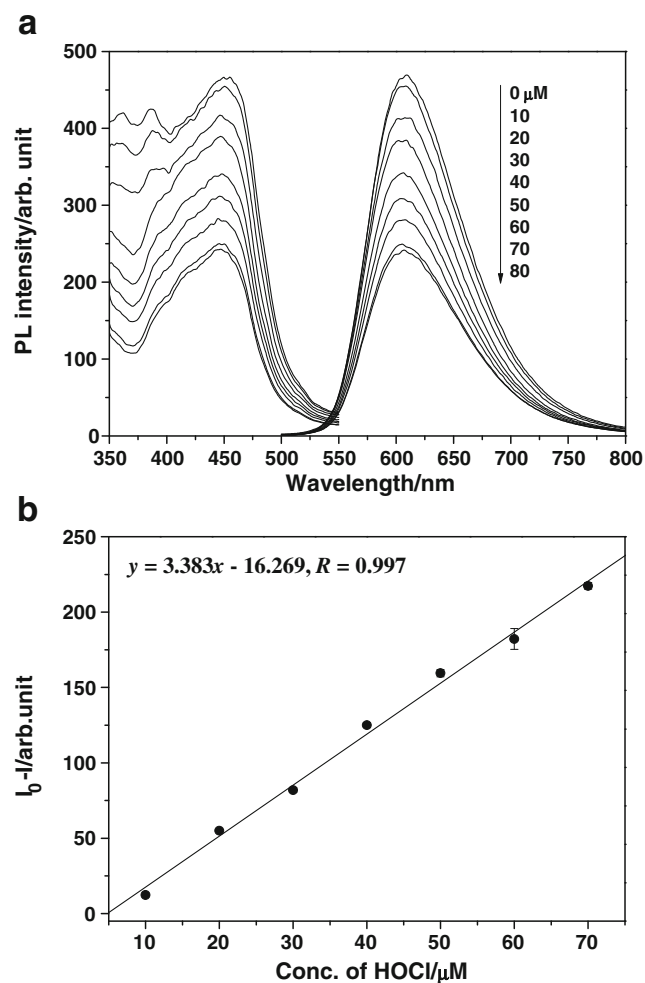 a
500
400
300
200
100
0
PL intensity/arb. unit
0 μM
10
20
30
40
50
60
70
80
350 400 450 500 550 600 650 700 750 800
Wavelength/nm
b
y = 3.383x - 16.269, R = 0.997
250
200
150
100
50
0
I0 -I/arb.unit
10 20 30 40 50 60 70
Conc. of HOCl/μM